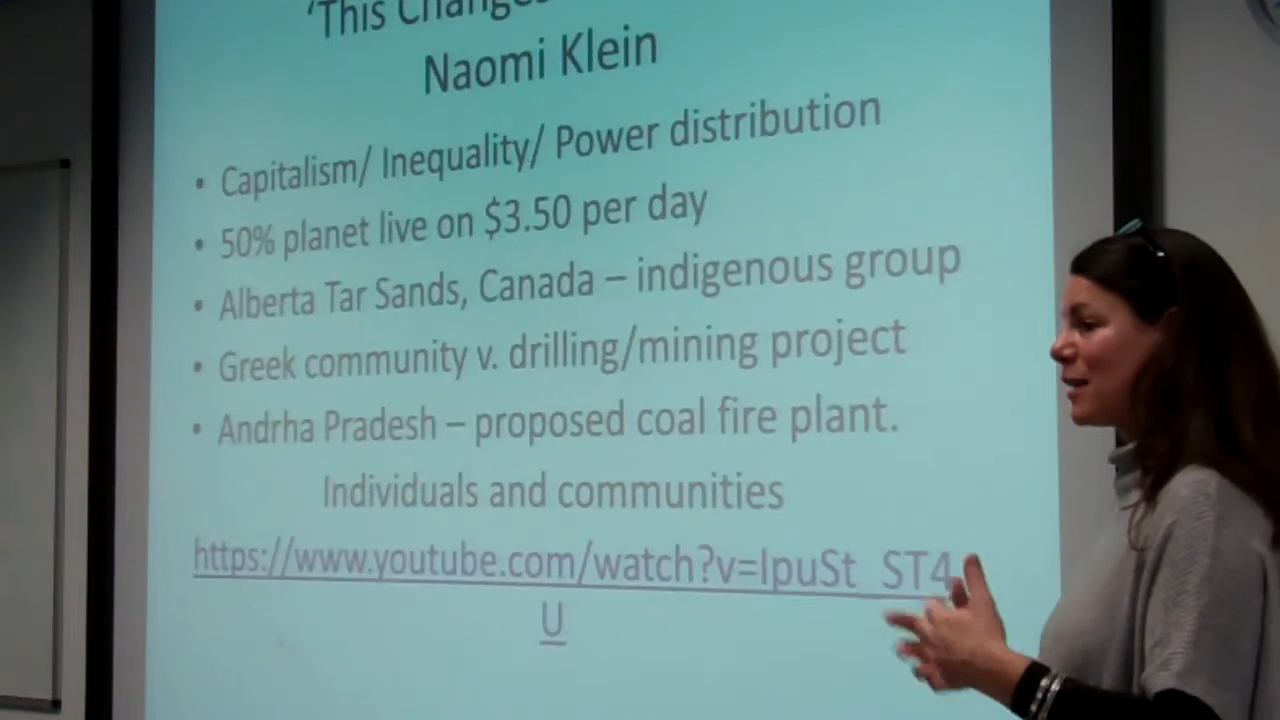 ‘This Changes
Naomi Klein
• Capitalism/ Inequality/ Power distribution
• 50% planet live on $3.50 per day
• Alberta Tar Sands, Canada – indigenous group
• Greek community v. drilling/mining project
• Andrha Pradesh – proposed coal fire plant.
Individuals and communities
https://www.youtube.com/watch?v=IpuSt_ST4
U